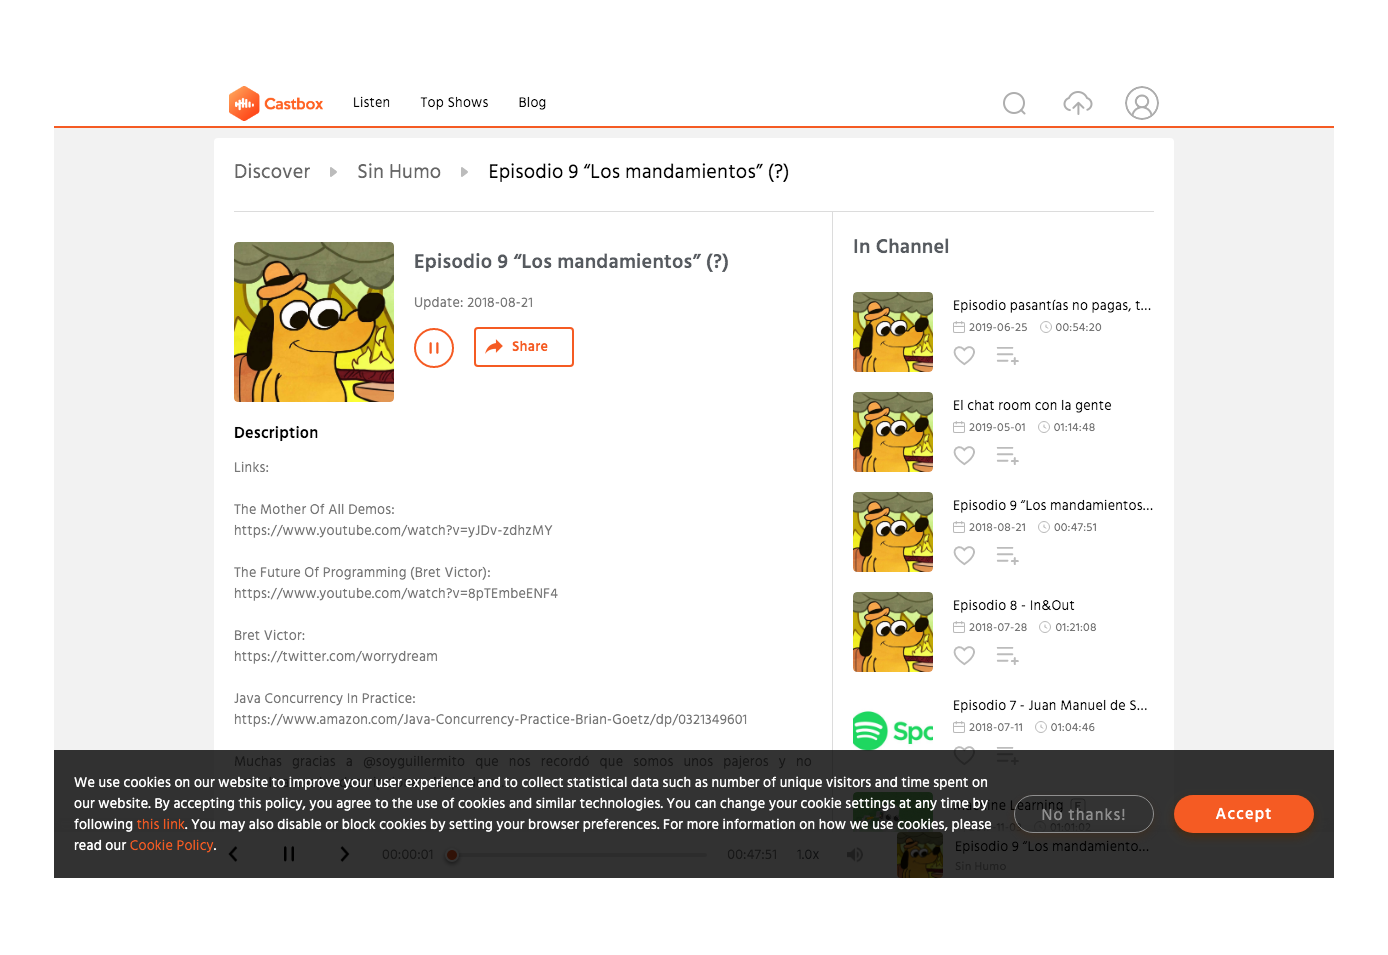 Castbox
Listen
Top Shows
Blog
Discover
Sin Humo
Episodio 9 “Los mandamientos” (?)
Episodio 9 “Los mandamientos” (?)
Update: 2018-08-21
Share
Description
Links:
The Mother Of All Demos:
https://www.youtube.com/watch?v=yJDv-zdhzMY
The Future Of Programming (Bret Victor):
https://www.youtube.com/watch?v=8pTEmbeENF4
Bret Victor:
https://twitter.com/worrydream
Java Concurrency In Practice:
https://www.amazon.com/Java-Concurrency-Practice-Brian-Goetz/dp/0321349601
Muchas gracias a @soyguillermito que nos recordó que somos unos pajeros y no
In Channel
Episodio pasantías no pagas, t...
2019-06-25 00:54:20
El chat room con la gente
2019-05-01 01:14:48
Episodio 9 “Los mandamientos...
2018-08-21 00:47:51
Episodio 8 - In&Out
2018-07-28 01:21:08
Episodio 7 - Juan Manuel de S...
2018-07-11 01:04:46
Spo
Learning
We use cookies on our website to improve your user experience and to collect statistical data such as number of unique visitors and time spent on
our website. By accepting this policy, you agree to the use of cookies and similar technologies. You can change your cookie settings at any time by
following this link. You may also disable or block cookies by setting your browser preferences. For more information on how we use cookies, please
read our Cookie Policy.
No thanks!
Accept
00:00:01
00:47:51
1.0x
Episodio 9 “Los mandamiento...
Sin Humo